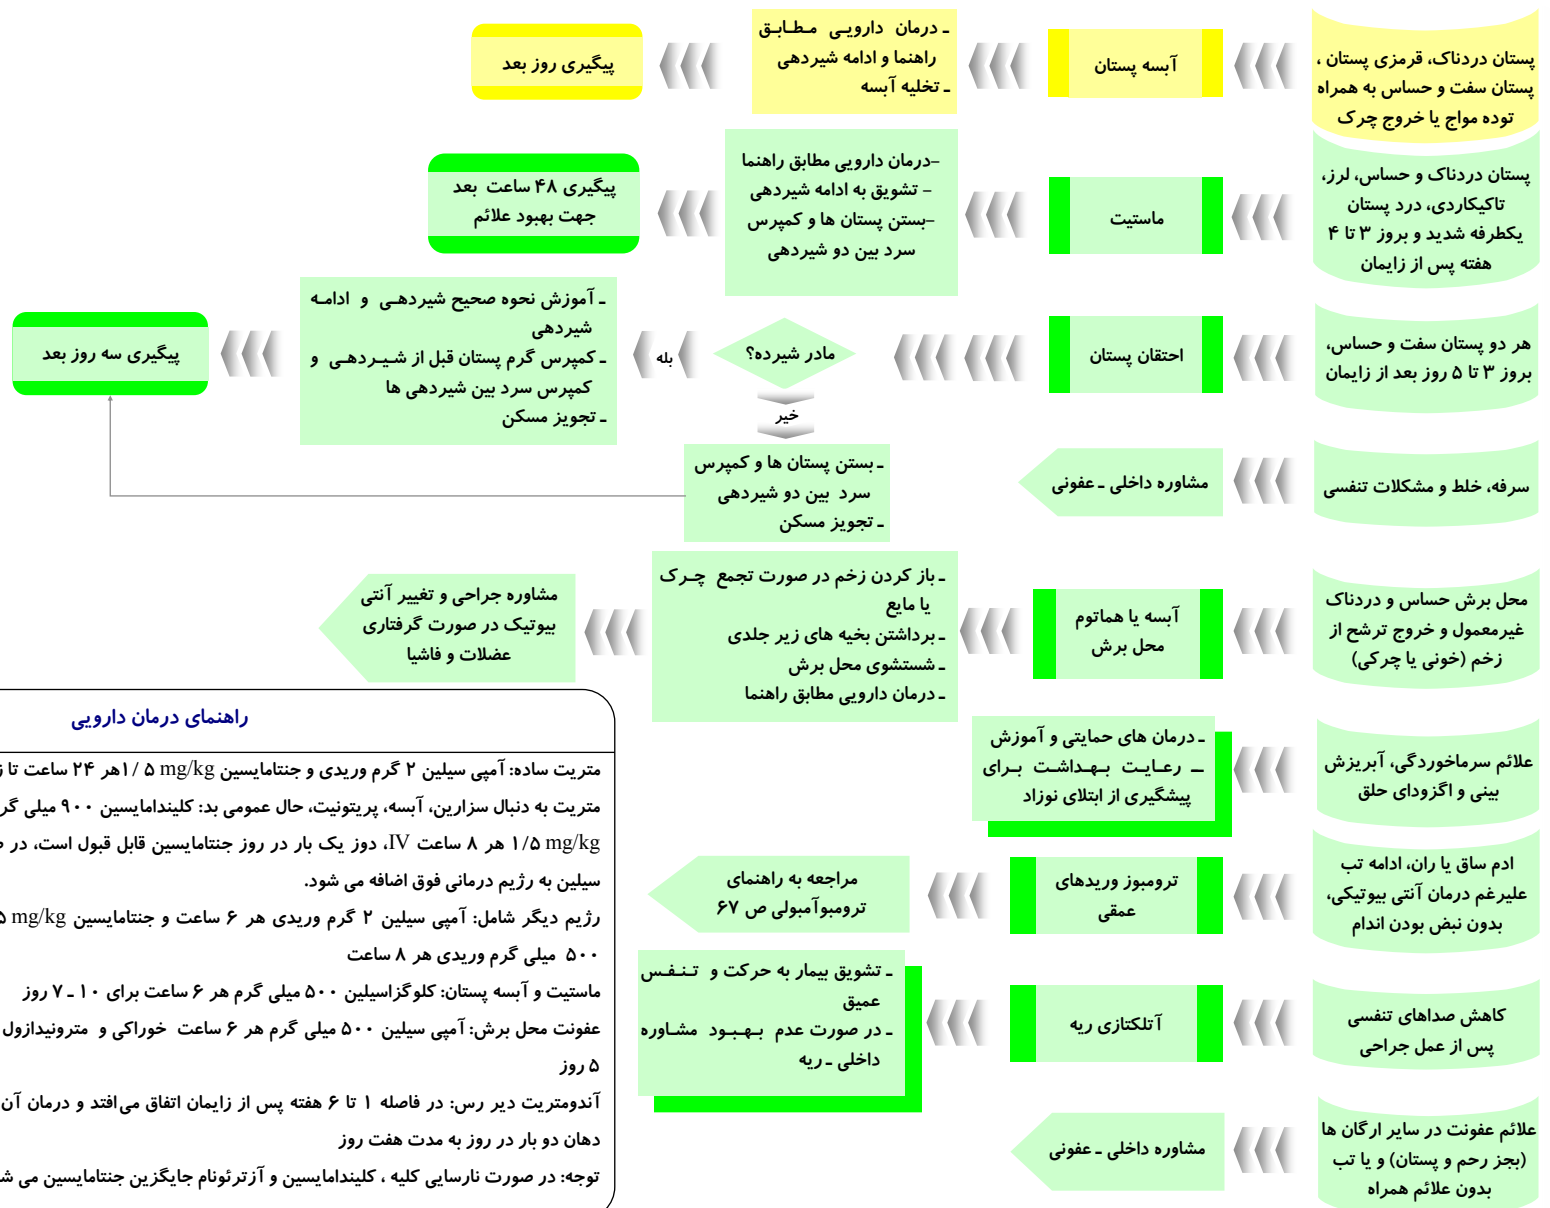 پستان دردناک، قرمزی پستان ،
پستان سفت و حساس به همراه
توده مواج یا خروج چرک
آبسه پستان
ـ درمان دارویی مـطـابـق
راهنما و ادامه شیردهی
ـ تخلیه آبسه
پیگیری روز بعد
پستان دردناک و حساس، لرز،
تاکیکاردی، درد پستان
یکطرفه شدید و بروز ۳ تا ۴
هفته پس از زایمان
ماستیت
–درمان دارویی مطابق راهنما
– تشویق به ادامه شیردهی
–بستن پستان ها و کمپرس
سرد بین دو شیردهی
پیگیری ۴۸ ساعت بعد
جهت بهبود علائم
هر دو پستان سفت و حساس،
بروز ۳ تا ۵ روز بعد از زایمان
احتقان پستان
مادر شیرده؟
بله
ـ آموزش نحوه صحیح شیردهـی و ادامـه
شیردهی
ـ کمپرس گرم پستان قبل از شـیـردهـی و
کمپرس سرد بین شیردهی ها
ـ تجویز مسکن
پیگیری سه روز بعد
خیر
ـ بستن پستان ها و کمپرس
سرد بین دو شیردهی
ـ تجویز مسکن
سرفه، خلط و مشکلات تنفسی
مشاوره داخلی ـ عفونی
محل برش حساس و دردناک
غیرمعمول و خروج ترشح از
زخم (خونی یا چرکی)
آبسه یا هماتوم
محل برش
ـ باز کردن زخم در صورت تجمع چـرک
یا مایع
ـ برداشتن بخیه های زیر جلدی
ـ شستشوی محل برش
ـ درمان دارویی مطابق راهنما
مشاوره جراحی و تغییر آنتی
بیوتیک در صورت گرفتاری
عضلات و فاشیا
علائم سرماخوردگی، آبریزش
بینی و اگزودای حلق
ـ درمان های حمایتی و آموزش
ــ رعـایـت بـهـداشـت بـرای
پیشگیری از ابتلای نوزاد
ادم ساق یا ران، ادامه تب
علیرغم درمان آنتی بیوتیکی،
بدون نبض بودن اندام
ترومبوز وریدهای
عمقی
مراجعه به راهنمای
ترومبوآمبولی ص ۶۷
کاهش صداهای تنفسی
پس از عمل جراحی
آتلکتازی ریه
ـ تشویق بیمار به حرکت و تـنـفـس
عمیق
ـ در صورت عدم بـهـبـود مشـاوره
داخلی ـ ریه
علائم عفونت در سایر ارگان ها
(بجز رحم و پستان) و یا تب
بدون علائم همراه
مشاوره داخلی ـ عفونی
راهنمای درمان دارویی
متریت ساده: آمپی سیلین ۲ گرم وریدی و جنتامایسین mg/kg ۱/ ۵هر ۲۴ ساعت تا
متریت به دنبال سزارین، آبسه، پریتونیت، حال عمومی بد: کلیندامایسین ۹۰۰ میلی
mg/kg ۱/۵ هر ۸ ساعت IV، دوز یک بار در روز جنتامایسین قابل قبول است، در
سیلین به رژیم درمانی فوق اضافه می شود.
رژیم دیگر شامل: آمپی سیلین ۲ گرم وریدی هر ۶ ساعت و جنتامایسین mg/kg ۵
۵۰۰ میلی گرم وریدی هر ۸ ساعت
ماستیت و آبسه پستان: کلوگزاسیلین ۵۰۰ میلی گرم هر ۶ ساعت برای ۱۰ ـ ۷ روز
عفونت محل برش: آمپی سیلین ۵۰۰ میلی گرم هر ۶ ساعت خوراکی و مترونیدازول
۵ روز
آندومتریت دیر رس: در فاصله ۱ تا ۶ هفته پس از زایمان اتفاق می‌افتد و درمان آن
دهان دو بار در روز به مدت هفت روز
توجه: در صورت نارسایی کلیه ، کلیندامایسین و آزترئونام جایگزین جنتامایسین می